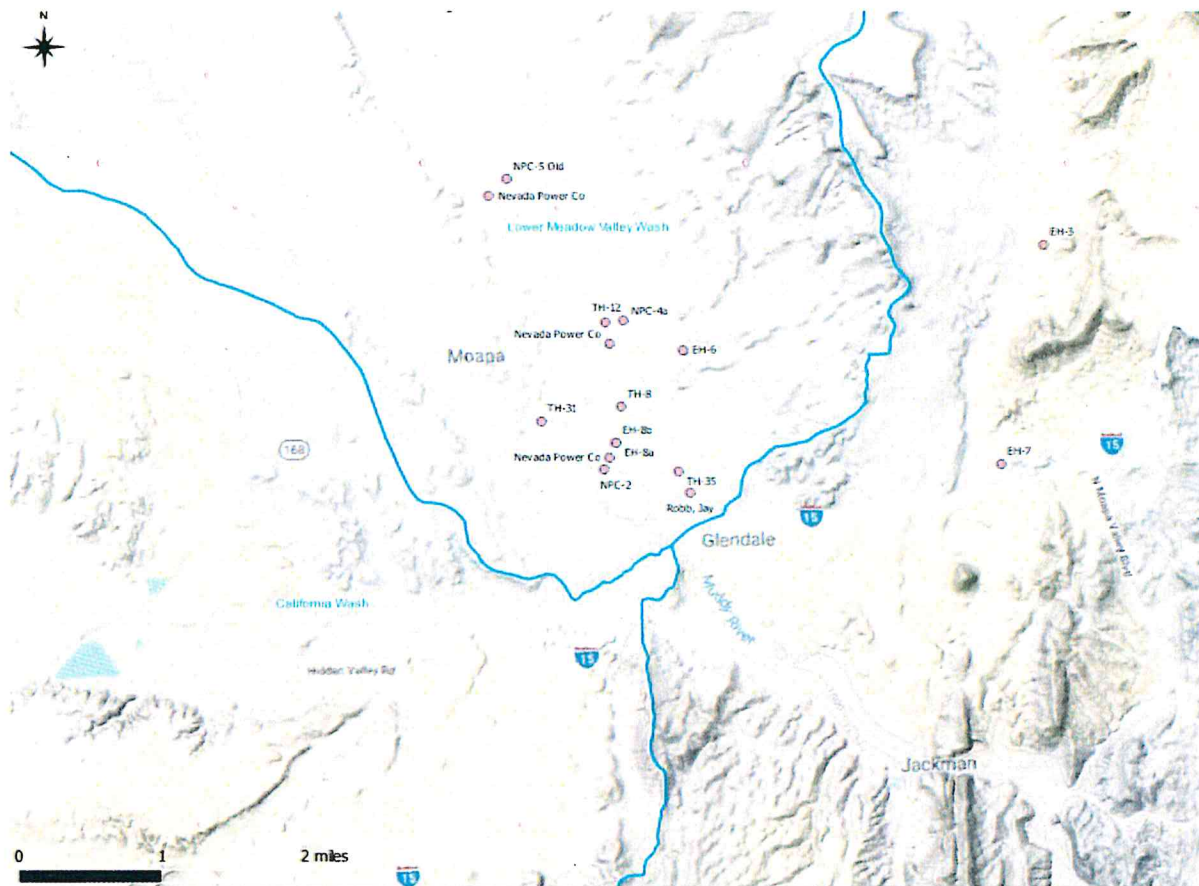 N
NPC-5 Old
Nevada Power Co
Lower Meadow Valley Wash
EH-3
TH-12
NPC-4a
Nevada Power Co
Moapa
EH-6
TH-8
TH-31
EH-8b
15
168
EH-7
Nevada Power Co
EH-8a
NPC-2
TH-35
N Moapa Valley Blvd
Robb, Jay
15
Glendale
Muddy River
California Wash
15
Hidden Valley Rd
Jackman
0 1 2 miles
15